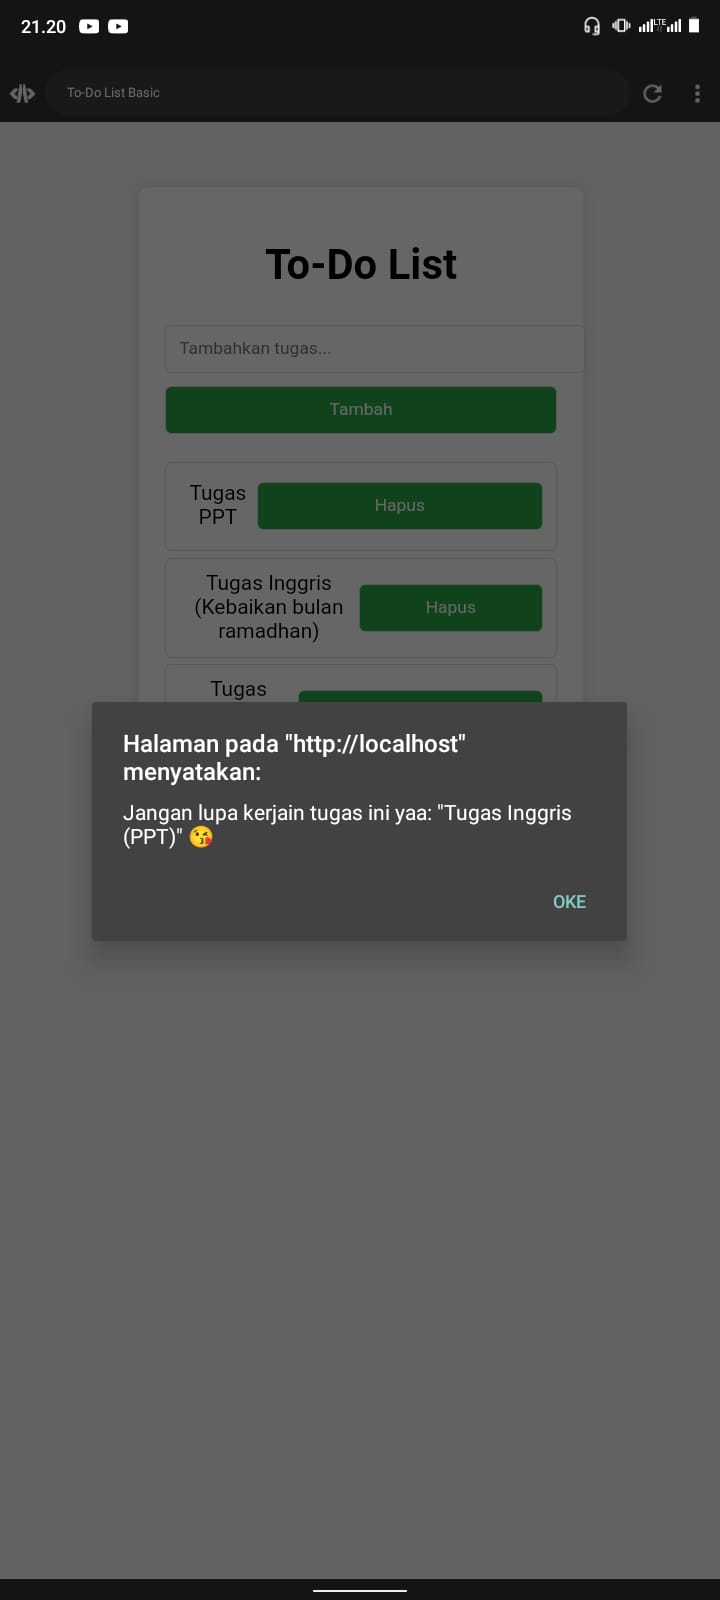 21.20
LTE
To-Do List Basic
To-Do List
Tambahkan tugas...
Tambah
Tugas
PPT
Hapus
Tugas Inggris
(Kebaikan bulan
ramadhan)
Hapus
Tugas
Halaman pada "http://localhost"
menyatakan:
Jangan lupa kerjain tugas ini yaa: "Tugas Inggris
(PPT)" 😘
OKE